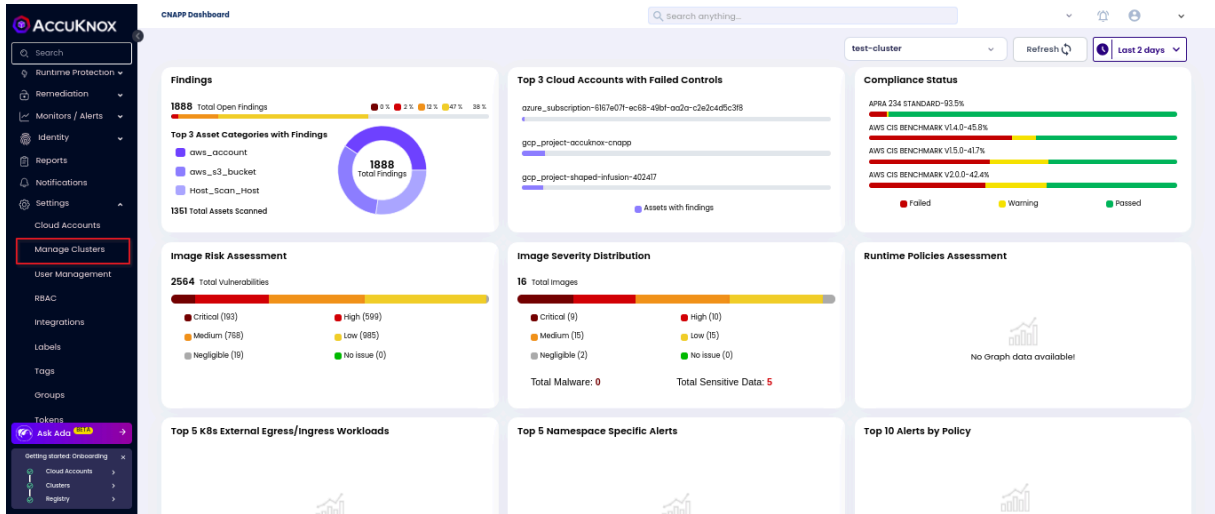 ACCUKNOX
Search
Runtime Protection
Remediation
Monitors / Alerts
Identity
Reports
Notifications
Settings
Cloud Accounts
Manage Clusters
User Management
RBAC
Integrations
Labels
Tags
Groups
Tokens
Ask Ada BETA
Getting started: Onboarding
Cloud Accounts
Clusters
Registry
CNAPP Dashboard
Search anything...
test-cluster
Refresh
Last 2 days
Findings
1888 Total Open Findings 0 % 2 % 12 % 47 % 38 %
Top 3 Asset Categories with Findings
aws_account
aws_s3_bucket
Host_Scan_Host
1888
Total Findings
1351 Total Assets Scanned
Top 3 Cloud Accounts with Failed Controls
azure_subscription-6167e07f-ec68-49bf-aa2a-c2e2c4d5c3f8
gcp_project-accuknox-cnapp
gcp_project-shaped-infusion-402417
Assets with findings
Compliance Status
APRA 234 STANDARD-93.5%
AWS CIS BENCHMARK V1.4.0-45.8%
AWS CIS BENCHMARK V1.5.0-41.7%
AWS CIS BENCHMARK V2.0.0-42.4%
Failed Warning Passed
Image Risk Assessment
2564 Total Vulnerabilities
Critical (193) High (599)
Medium (768) Low (985)
Negligible (19) No issue (0)
Image Severity Distribution
16 Total Images
Critical (9) High (10)
Medium (15) Low (15)
Negligible (2) No issue (0)
Total Malware: 0 Total Sensitive Data: 5
Runtime Policies Assessment
No Graph data available!
Top 5 K8s External Egress/Ingress Workloads
Top 5 Namespace Specific Alerts
Top 10 Alerts by Policy